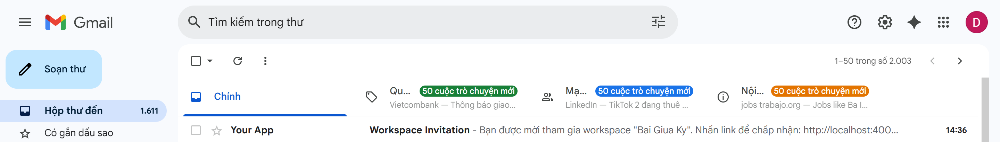 Gmail
Tìm kiếm trong thư
D
Soạn thư
1–50 trong số 2.003
Chính
Qu... 50 cuộc trò chuyện mới
Vietcombank — Thông báo giao...
Mạ... 50 cuộc trò chuyện mới
LinkedIn — TikTok 2 đang thuê ...
Nội... 50 cuộc trò chuyện mới
jobs trabajo.org — Jobs like Ba I...
Hộp thư đến 1.611
Có gắn dấu sao
Your App Workspace Invitation - Bạn được mời tham gia workspace "Bai Giua Ky". Nhấn link để chấp nhận: http://localhost:400... 14:36